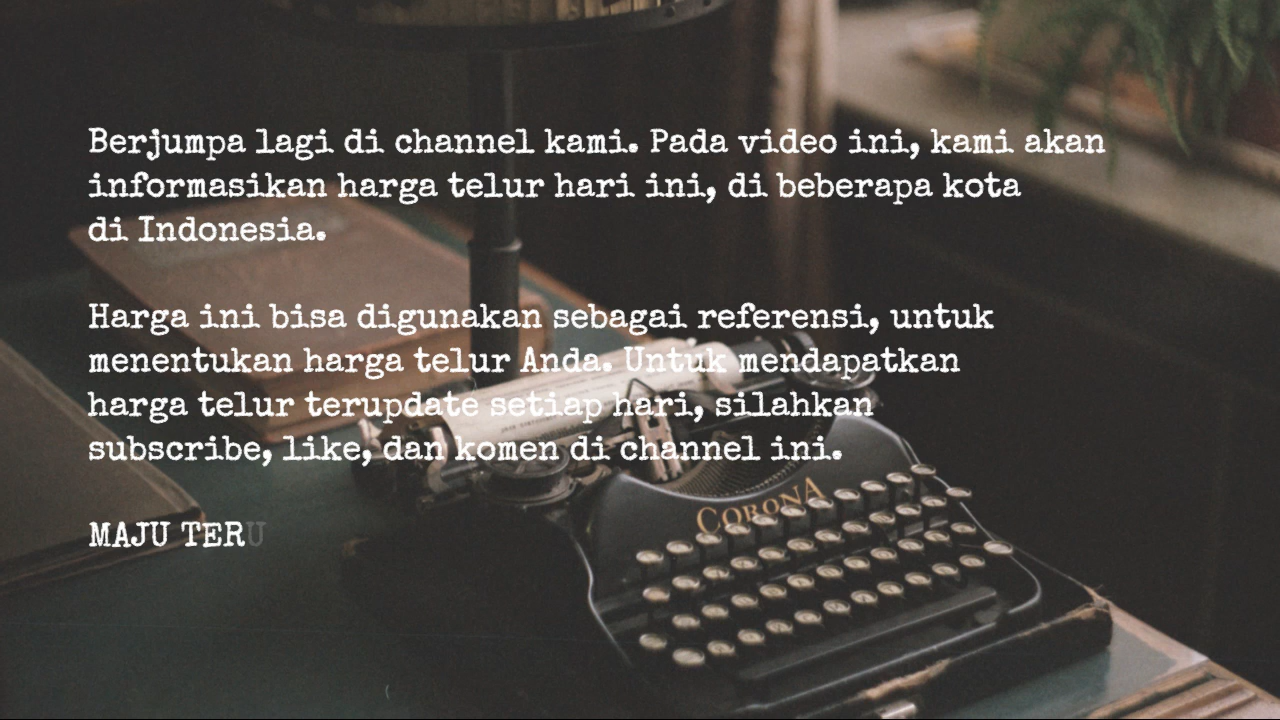 Berjumpa lagi di channel kami. Pada video ini, kami akan
informasikan harga telur hari ini, di beberapa kota
di Indonesia.
Harga ini bisa digunakan sebagai referensi, untuk
menentukan harga telur Anda. Untuk mendapatkan
harga telur terupdate setiap hari, silahkan
subscribe, like, dan komen di channel ini.
MAJU TERU
CORONA